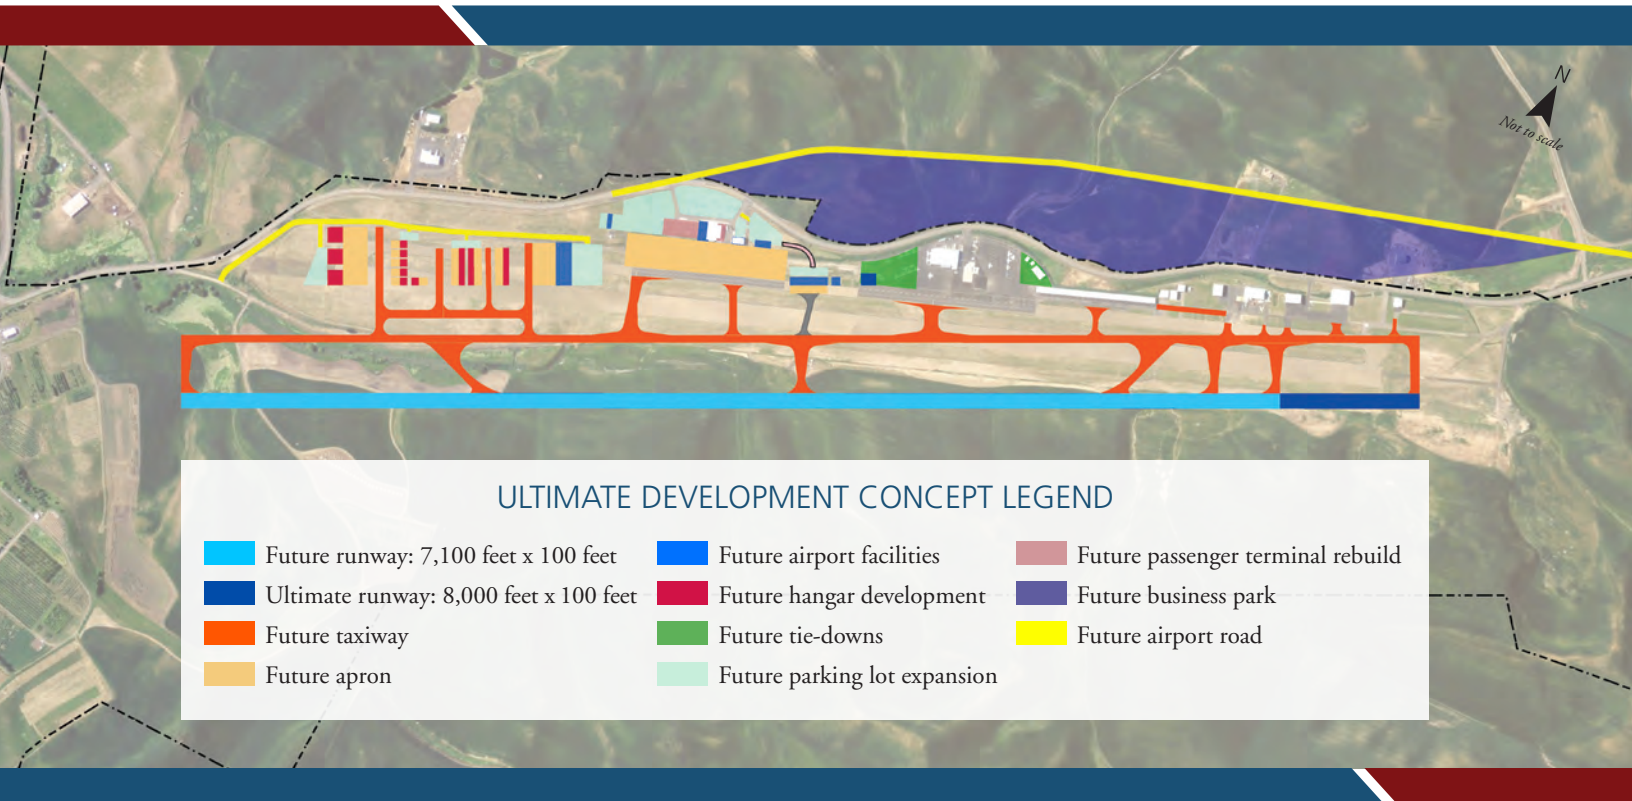 N
Not to scale
ULTIMATE DEVELOPMENT CONCEPT LEGEND
Future runway: 7,100 feet x 100 feet
Ultimate runway: 8,000 feet x 100 feet
Future taxiway
Future apron
Future airport facilities
Future hangar development
Future tie-downs
Future parking lot expansion
Future passenger terminal rebuild
Future business park
Future airport road